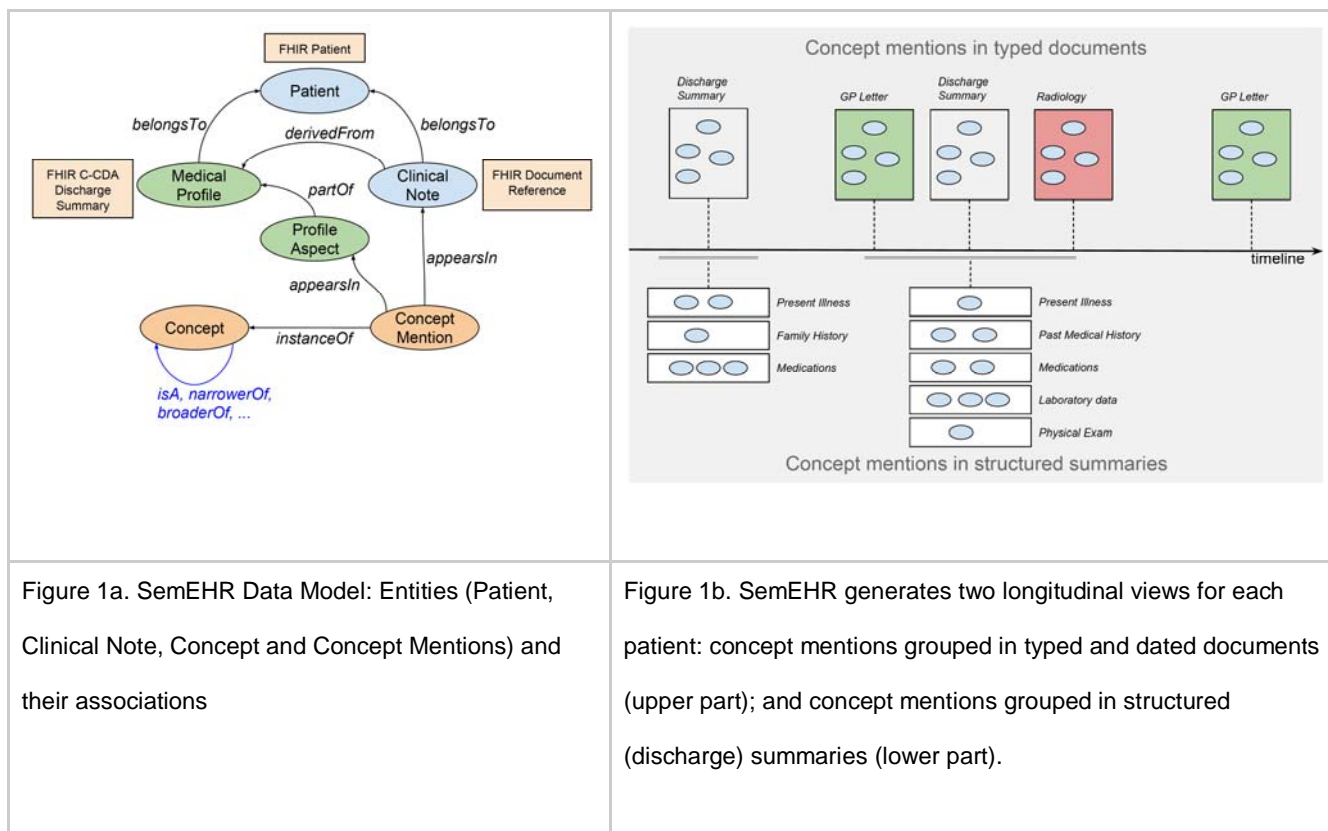 FHIR Patient
Patient
belongsTo
derivedFrom
belongsTo
FHIR C-CDA
Discharge
Summary
Medical
Profile
partOf
Clinical
Note
FHIR Document
Reference
Profile
Aspect
appearsIn
appearsIn
Concept
instanceOf
Concept
Mention
isA, narrowerOf,
broaderOf, ...
Concept mentions in typed documents
Discharge
Summary
GP Letter
Discharge
Summary
Radiology
GP Letter
timeline
Present Illness
Family History
Medications
Present Illness
Past Medical History
Medications
Laboratory data
Physical Exam
Concept mentions in structured summaries
Figure 1a. SemEHR Data Model: Entities (Patient,
Clinical Note, Concept and Concept Mentions) and
their associations
Figure 1b. SemEHR generates two longitudinal views for each
patient: concept mentions grouped in typed and dated documents
(upper part); and concept mentions grouped in structured
(discharge) summaries (lower part).